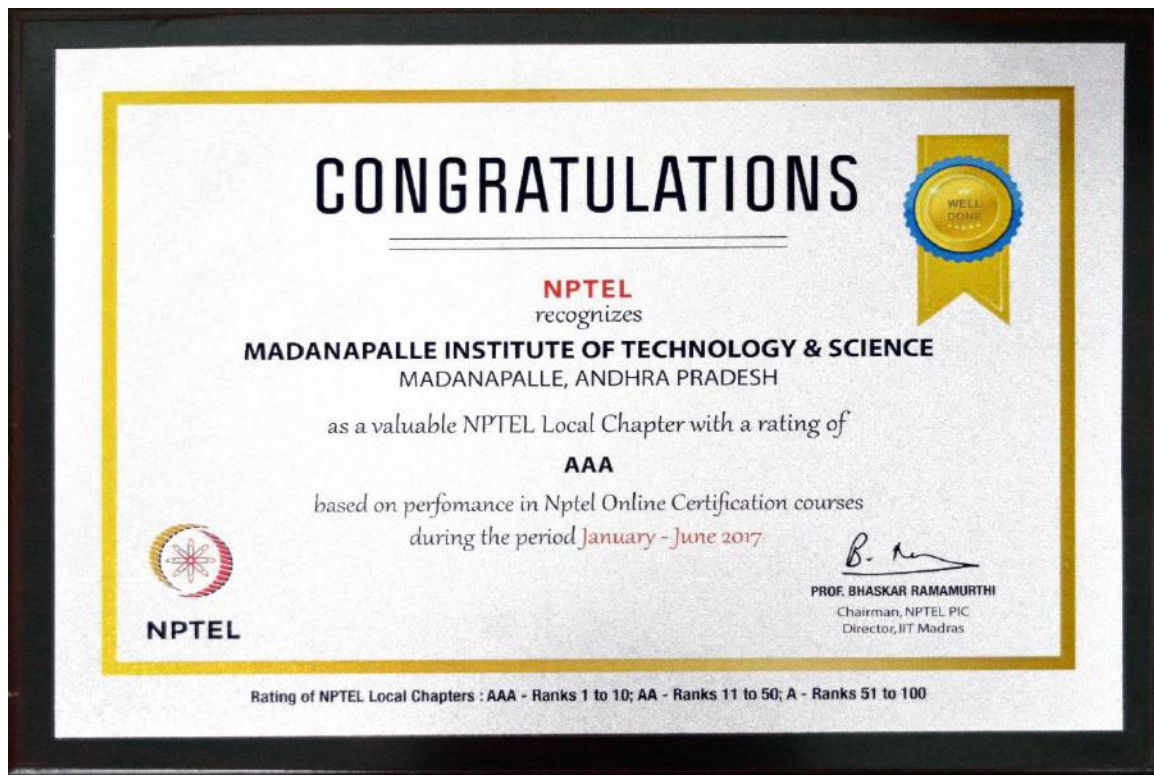 CONGRATULATIONS
WELL
DONE
NPTEL
recognizes
MADANAPALLE INSTITUTE OF TECHNOLOGY & SCIENCE
MADANAPALLE, ANDHRA PRADESH
as a valuable NPTEL Local Chapter with a rating of
AAA
based on perfomance in Nptel Online Certification courses
during the period January - June 2017
B. Ram
PROF. BHASKAR RAMAMURTHI
Chairman, NPTEL PIC
Director, IIT Madras
NPTEL
Rating of NPTEL Local Chapters : AAA - Ranks 1 to 10; AA - Ranks 11 to 50; A - Ranks 51 to 100